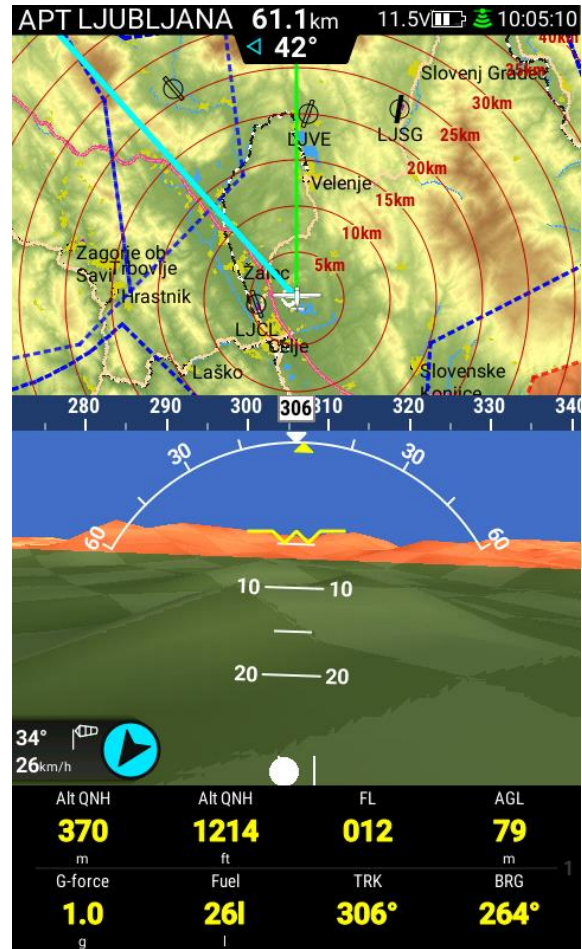 APT LJUBLJANA 61.1km 11.5V 10:05:10
42°
40km
35km
Slovenj Gradec
30km
LJVE
LJSG
25km
20km
Velenje
15km
10km
Zagorje ob
Savi
Trbovlje
Žalec
5km
Hrastnik
LJCL
Celje
Laško
Slovenske
Konjice
280 290 300 306 310 320 330 340
30 30
60 60
10 10
20 20
34°
26km/h
Alt QNH Alt QNH FL AGL
370 1214 012 79
m ft m
1
G-force Fuel TRK BRG
1.0 26l 306° 264°
g l